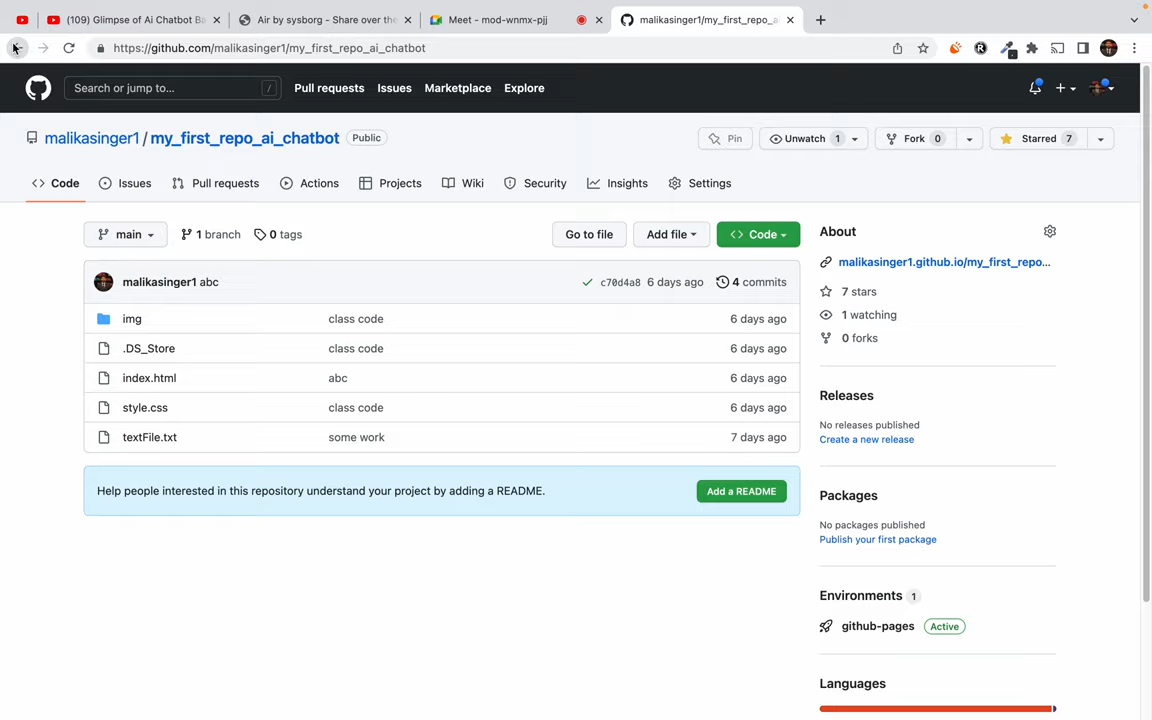 (109) Glimpse of Ai Chatbot Ba
Air by sysborg - Share over the
Meet - mod-wnmx-pjj
malikasinger1/my_first_repo_a
https://github.com/malikasinger1/my_first_repo_ai_chatbot
Search or jump to...
/
Pull requests
Issues
Marketplace
Explore
malikasinger1 / my_first_repo_ai_chatbot
Public
Pin
Unwatch 1
Fork 0
Starred 7
Code
Issues
Pull requests
Actions
Projects
Wiki
Security
Insights
Settings
main
1 branch
0 tags
Go to file
Add file
Code
malikasinger1 abc
c70d4a8 6 days ago
4 commits
img class code 6 days ago
.DS_Store class code 6 days ago
index.html abc 6 days ago
style.css class code 6 days ago
textFile.txt some work 7 days ago
Help people interested in this repository understand your project by adding a README.
Add a README
About
malikasinger1.github.io/my_first_repo...
7 stars
1 watching
0 forks
Releases
No releases published
Create a new release
Packages
No packages published
Publish your first package
Environments 1
github-pages Active
Languages